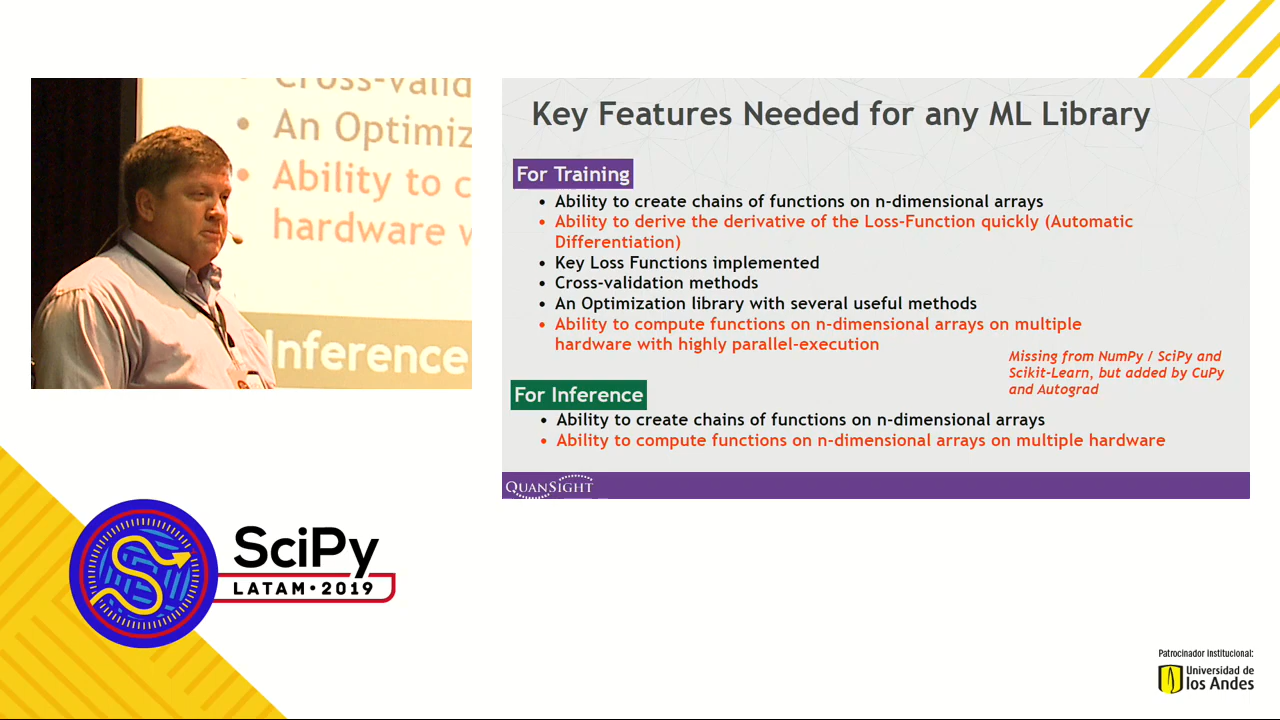 Cross-valid
• An Optimiz
• Ability to c
hardware w
Inference
Key Features Needed for any ML Library
For Training
• Ability to create chains of functions on n-dimensional arrays
• Ability to derive the derivative of the Loss-Function quickly (Automatic
Differentiation)
• Key Loss Functions implemented
• Cross-validation methods
• An Optimization library with several useful methods
• Ability to compute functions on n-dimensional arrays on multiple
hardware with highly parallel-execution
Missing from NumPy / SciPy and
Scikit-Learn, but added by CuPy
and Autograd
For Inference
• Ability to create chains of functions on n-dimensional arrays
• Ability to compute functions on n-dimensional arrays on multiple hardware
QUANSIGHT
SciPy
LATAM • 2019
Patrocinador institucional:
Universidad de
los Andes